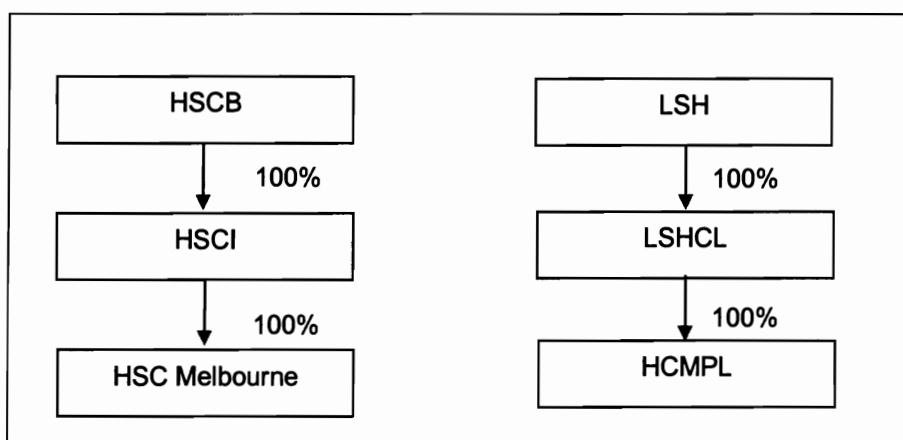 HSCB
100%
HSCI
100%
HSC Melbourne
LSH
100%
LSHCL
100%
HCMPL